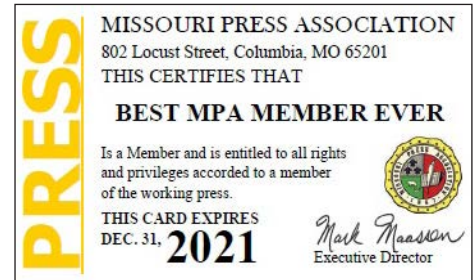 PRESS
MISSOURI PRESS ASSOCIATION
802 Locust Street, Columbia, MO 65201
THIS CERTIFIES THAT
BEST MPA MEMBER EVER
Is a Member and is entitled to all rights
and privileges accorded to a member
of the working press.
THIS CARD EXPIRES
DEC. 31, 2021
Mark Maassen
Executive Director